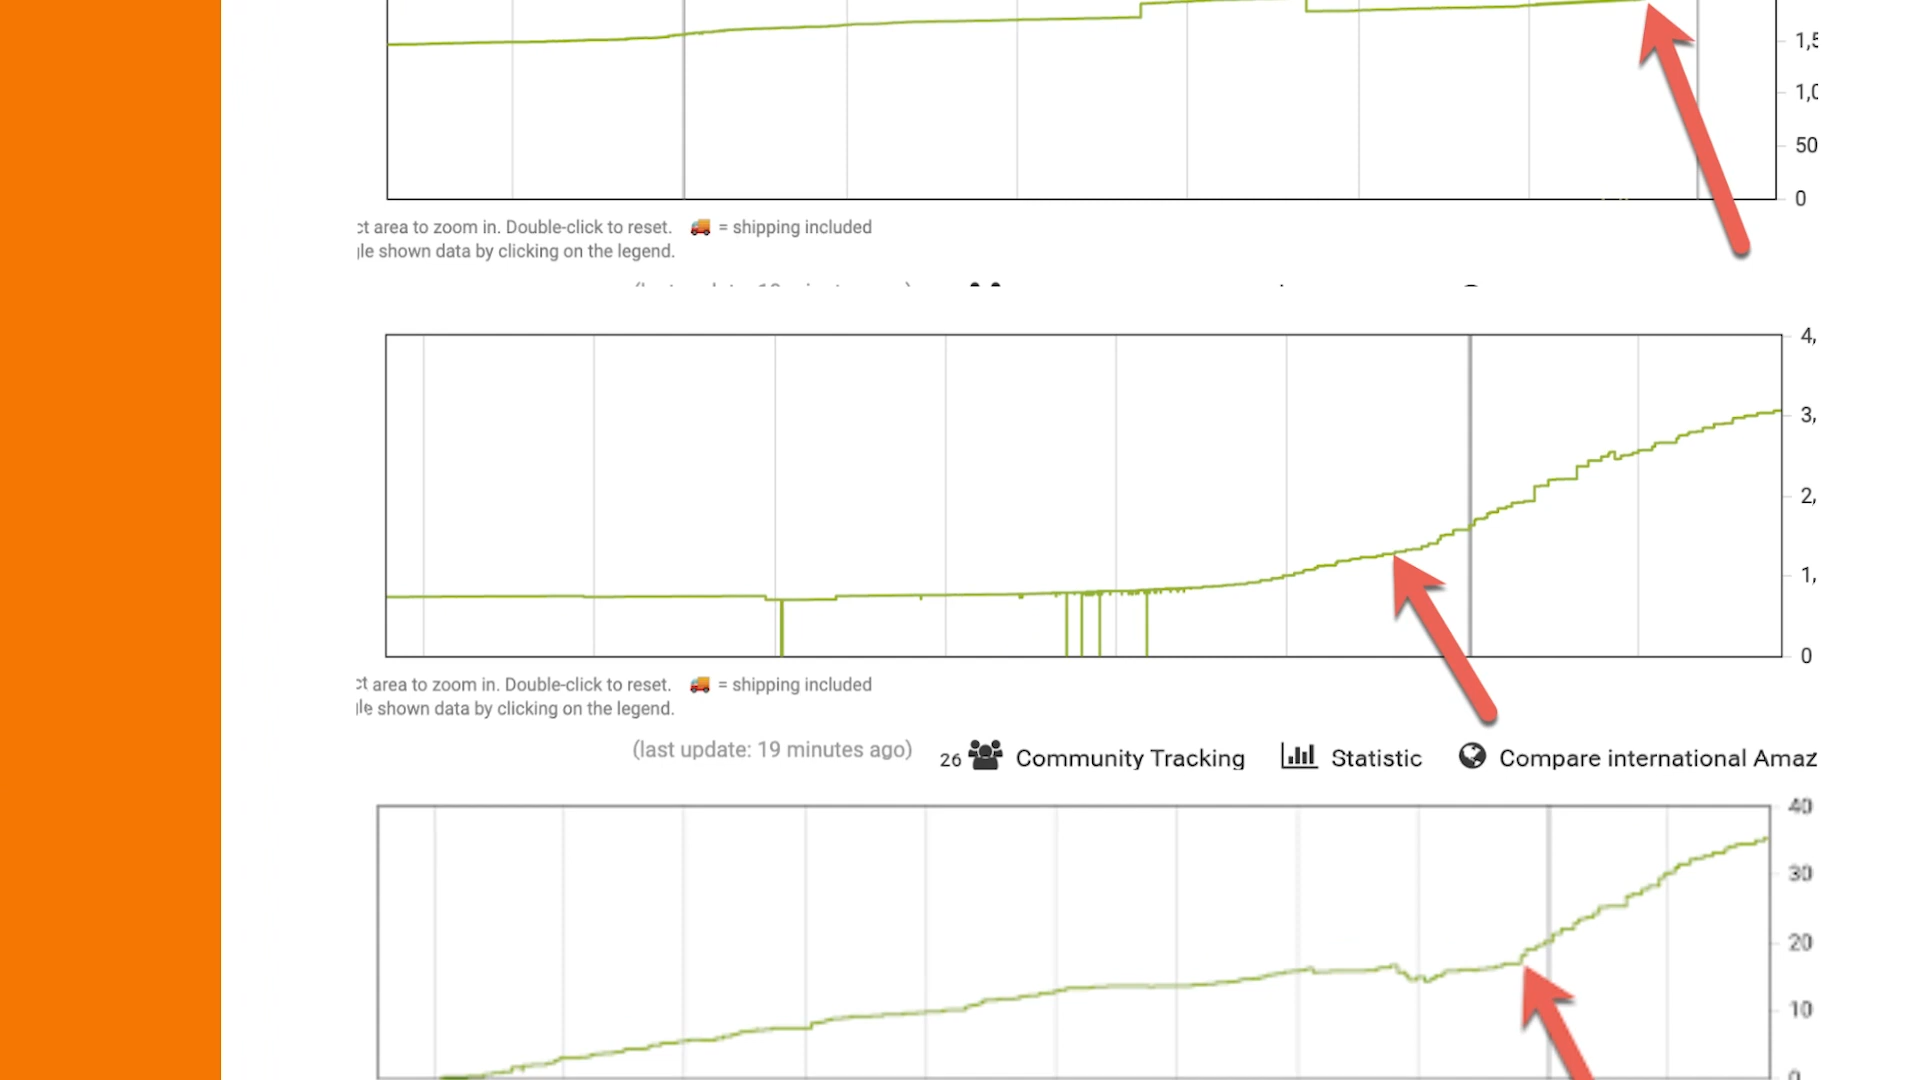 1,5
1,0
50
0
ct area to zoom in. Double-click to reset. = shipping included
le shown data by clicking on the legend.
4,
3,
2,
1,
0
ct area to zoom in. Double-click to reset. = shipping included
le shown data by clicking on the legend.
(last update: 19 minutes ago) 26 Community Tracking Statistic Compare international Amaz
40
30
20
10
0